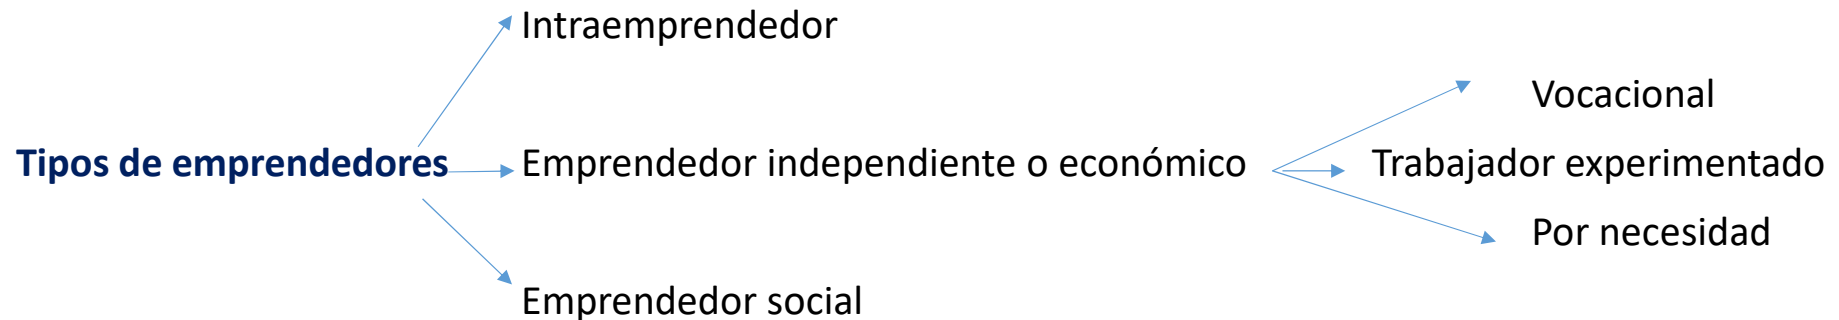 Intraemprendedor
Vocacional
Tipos de emprendedores
Emprendedor independiente o económico
Trabajador experimentado
Por necesidad
Emprendedor social